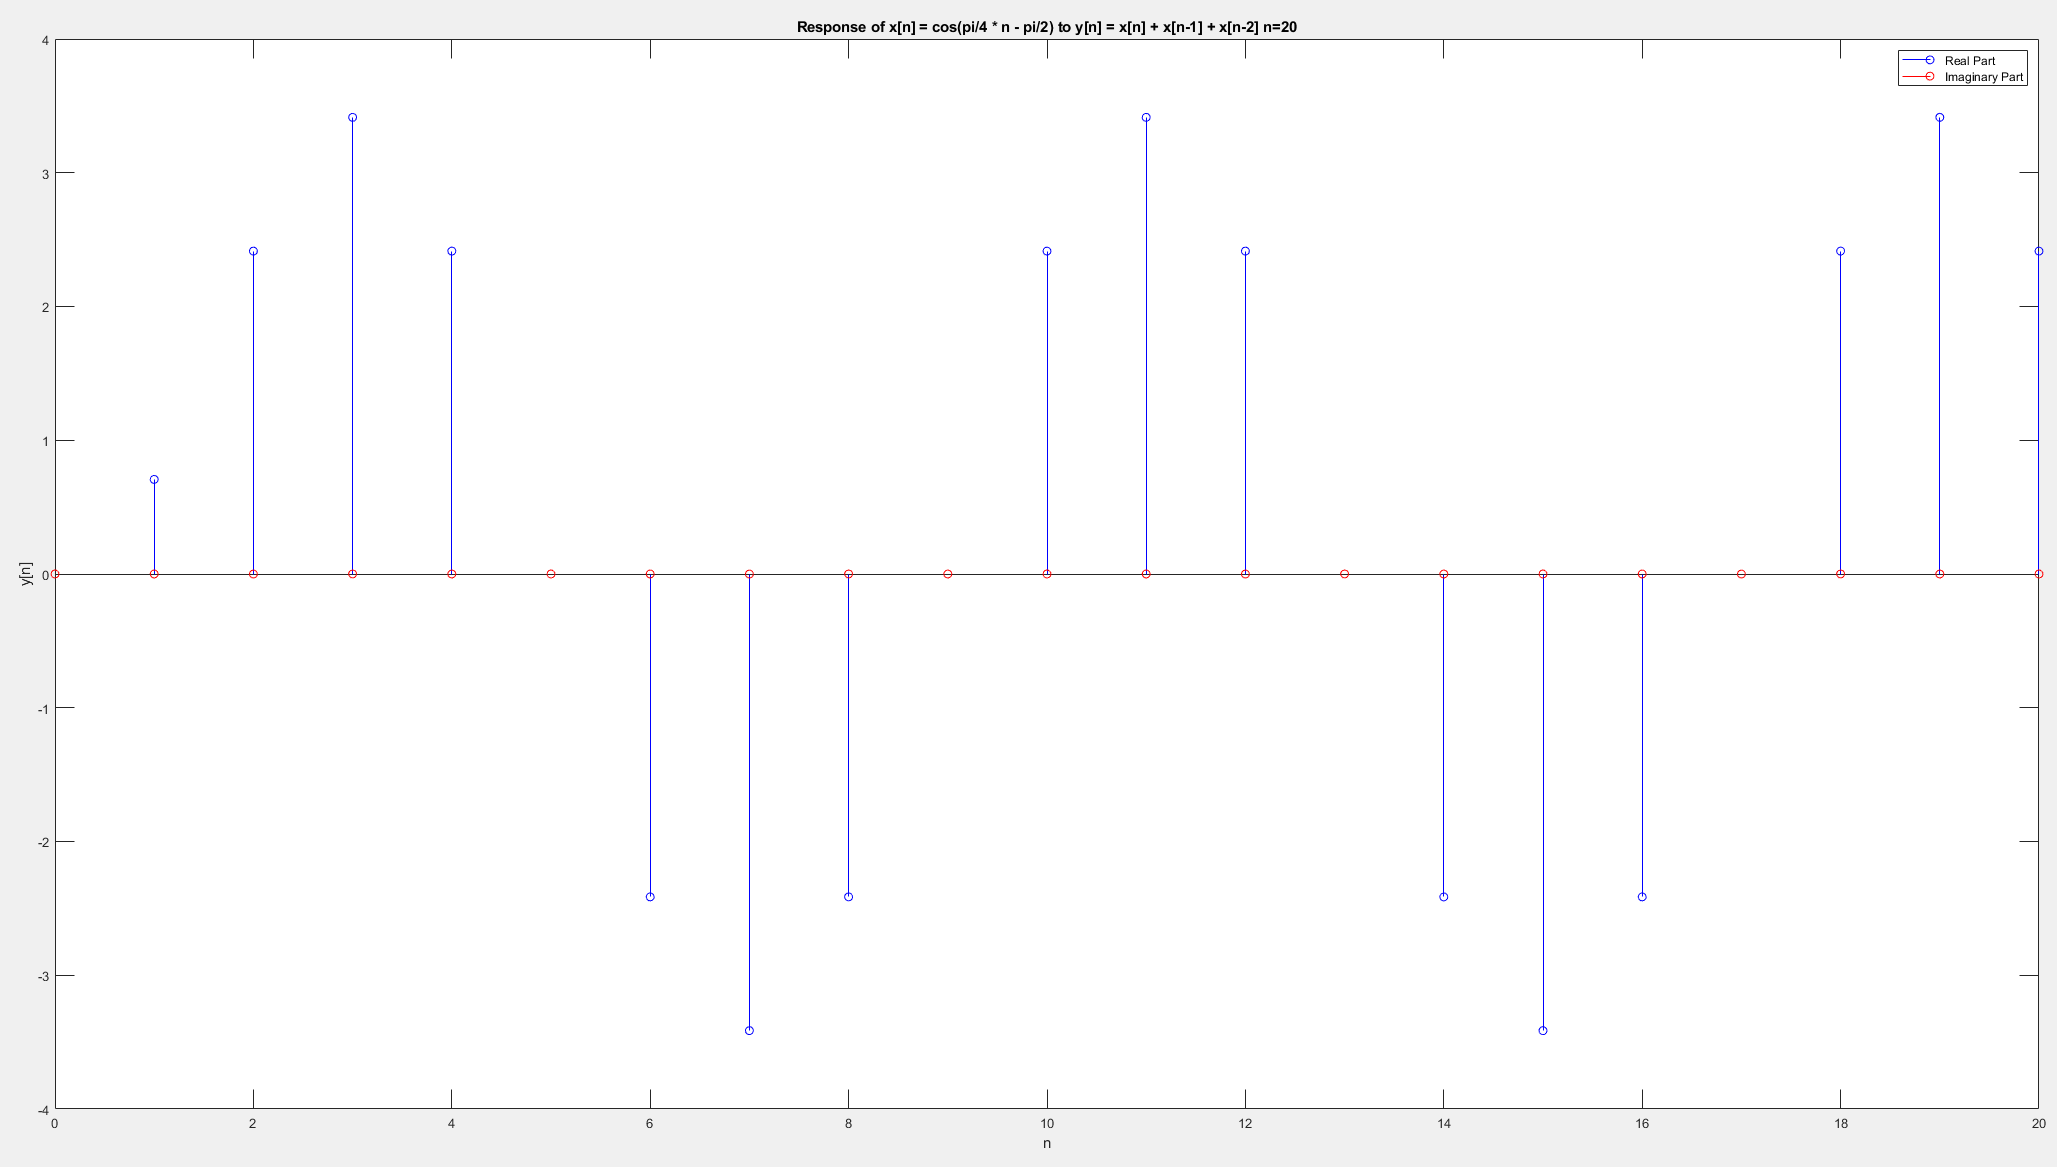 Response of x[n] = cos(pi/4 * n - pi/2) to y[n] = x[n] + x[n-1] + x[n-2] n=20
Real Part
Imaginary Part
4
3
2
1
0
-1
-2
-3
-4
y[n]
0 2 4 6 8 10 12 14 16 18 20
n